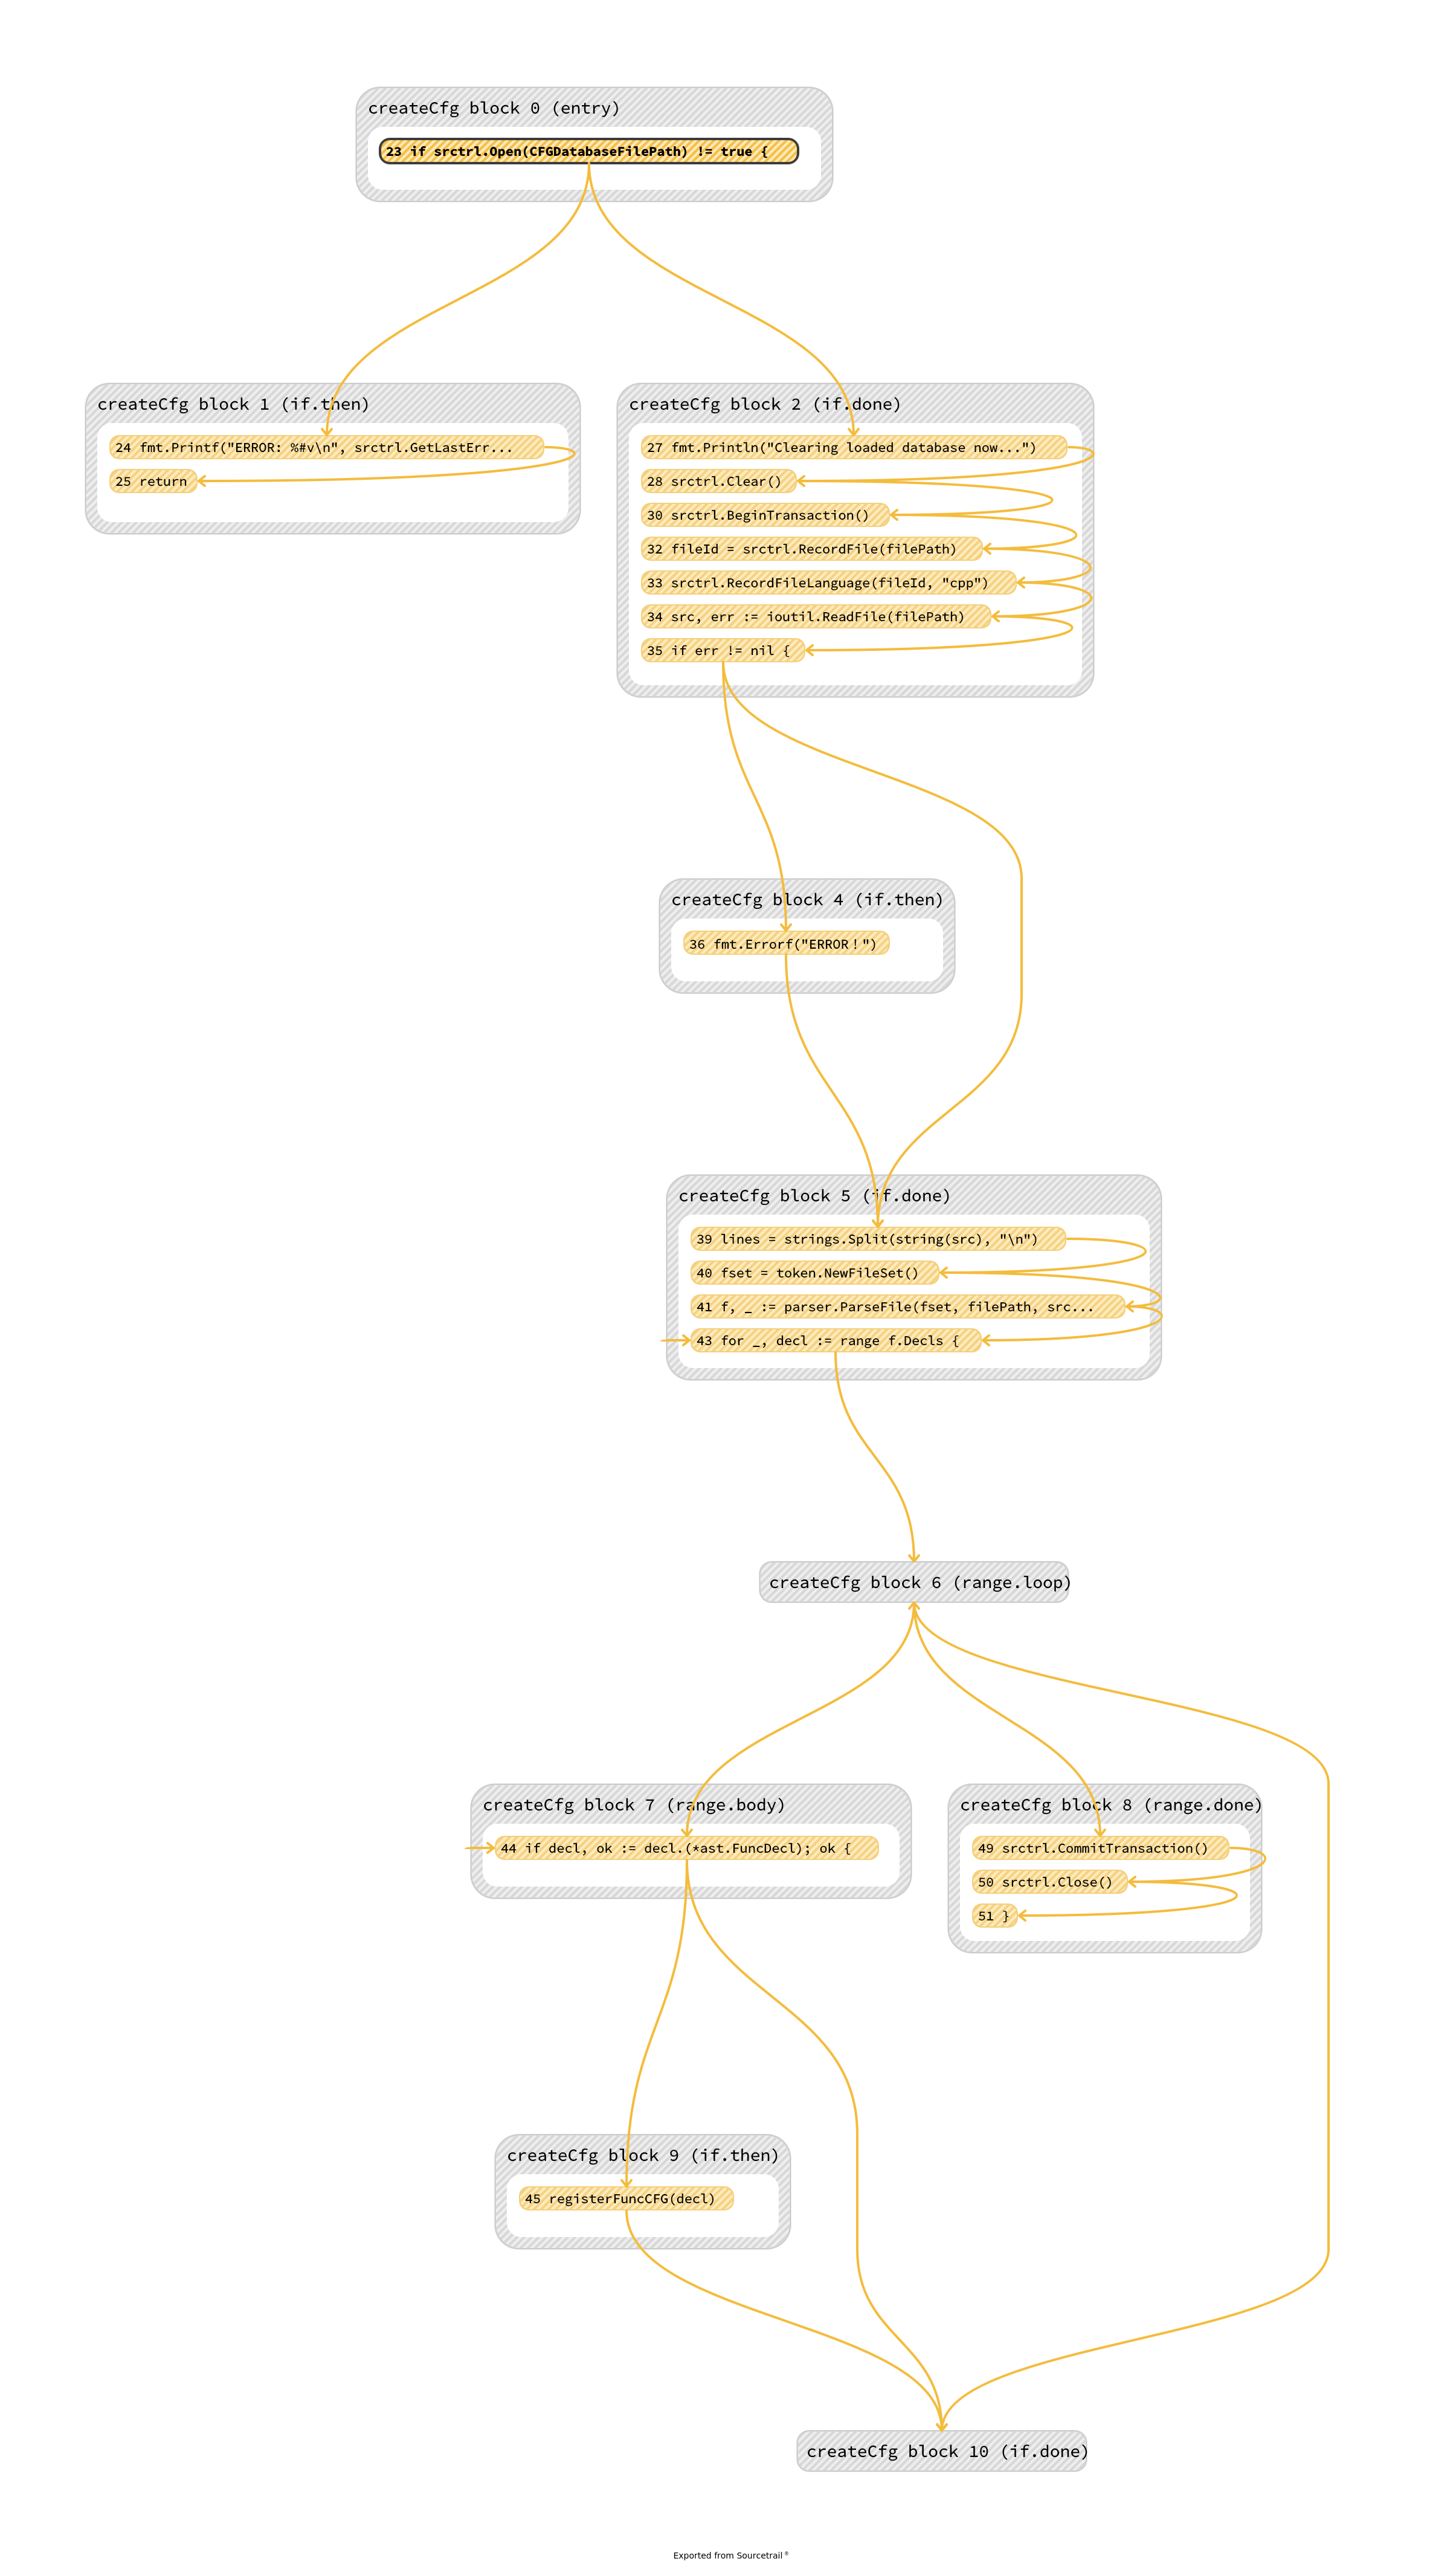 createCfg block 0 (entry)
23 if srctrl.Open(CFGDatabaseFilePath) != true {
createCfg block 1 (if.then)
24 fmt.Printf("ERROR: %#v\n", srctrl.GetLastErr...
25 return
createCfg block 2 (if.done)
27 fmt.Println("Clearing loaded database now...")
28 srctrl.Clear()
30 srctrl.BeginTransaction()
32 fileId = srctrl.RecordFile(filePath)
33 srctrl.RecordFileLanguage(fileId, "cpp")
34 src, err := ioutil.ReadFile(filePath)
35 if err != nil {
createCfg block 4 (if.then)
36 fmt.Errorf("ERROR！")
createCfg block 5 (if.done)
39 lines = strings.Split(string(src), "\n")
40 fset = token.NewFileSet()
41 f, _ := parser.ParseFile(fset, filePath, src...
43 for _, decl := range f.Decls {
createCfg block 6 (range.loop)
createCfg block 7 (range.body)
44 if decl, ok := decl.(*ast.FuncDecl); ok {
createCfg block 8 (range.done)
49 srctrl.CommitTransaction()
50 srctrl.Close()
51 }
createCfg block 9 (if.then)
45 registerFuncCFG(decl)
createCfg block 10 (if.done)
Exported from Sourcetrail®